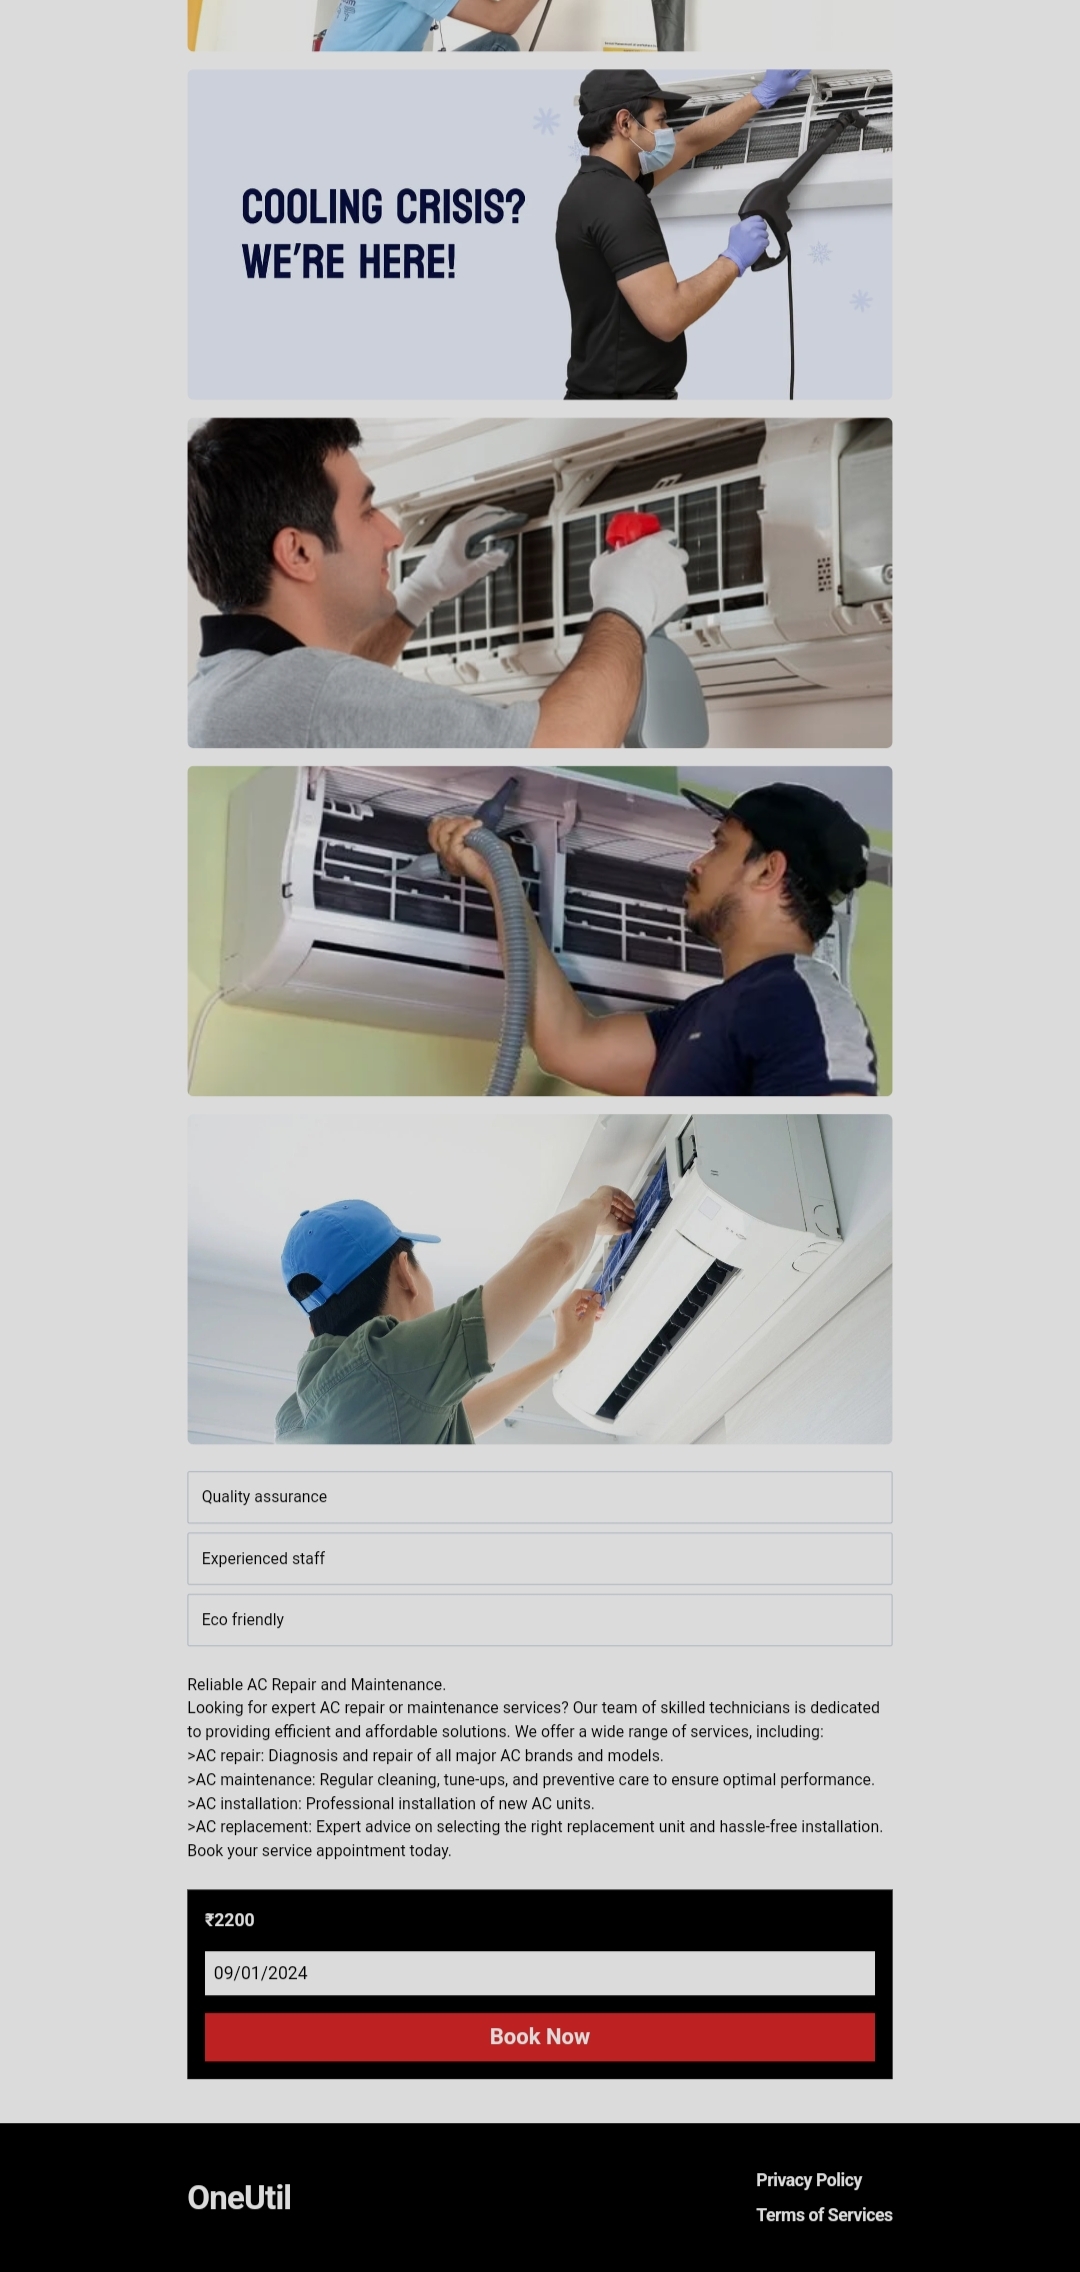 COOLING CRISIS?
WE'RE HERE!
Quality assurance
Experienced staff
Eco friendly
Reliable AC Repair and Maintenance.
Looking for expert AC repair or maintenance services? Our team of skilled technicians is dedicated
to providing efficient and affordable solutions. We offer a wide range of services, including:
>AC repair: Diagnosis and repair of all major AC brands and models.
>AC maintenance: Regular cleaning, tune-ups, and preventive care to ensure optimal performance.
>AC installation: Professional installation of new AC units.
>AC replacement: Expert advice on selecting the right replacement unit and hassle-free installation.
Book your service appointment today.
₹2200
09/01/2024
Book Now
OneUtil
Privacy Policy
Terms of Services